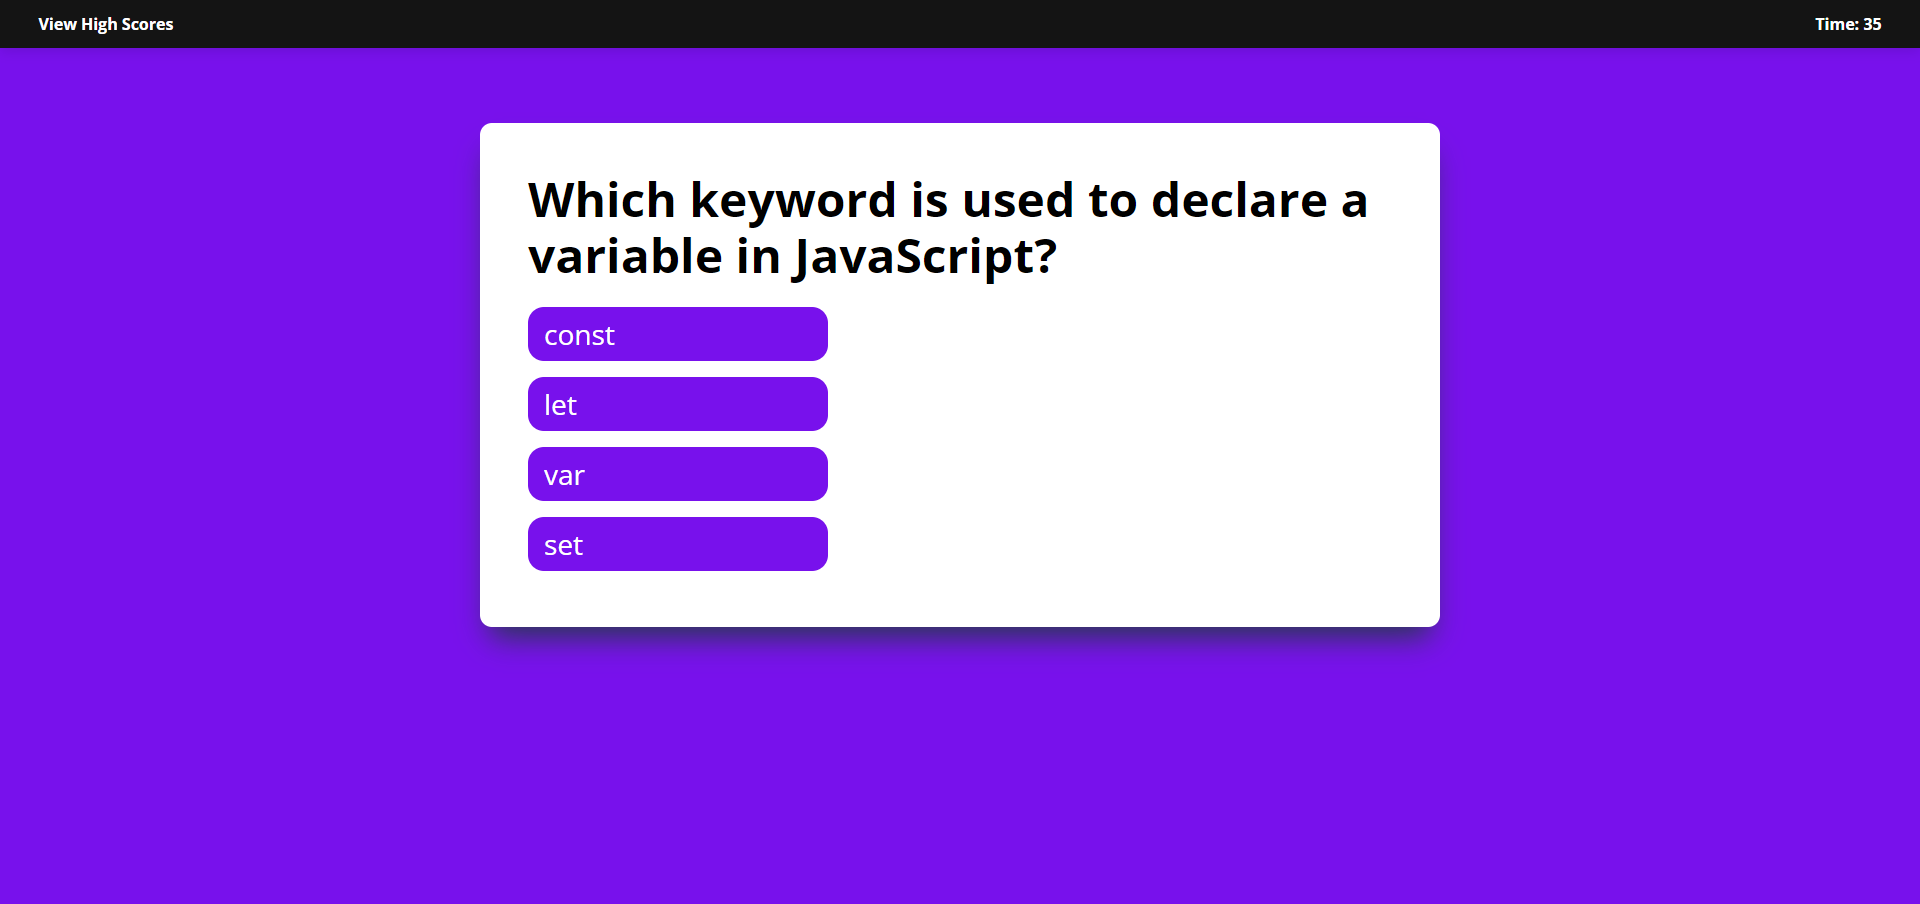 View High Scores
Time: 35
Which keyword is used to declare a
variable in JavaScript?
const
let
var
set